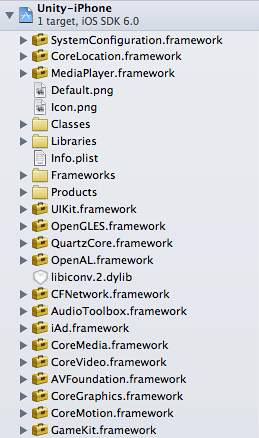 Unity-iPhone
1 target, iOS SDK 6.0
SystemConfiguration.framework
CoreLocation.framework
MediaPlayer.framework
Default.png
Icon.png
Classes
Libraries
Info.plist
Frameworks
Products
UIKit.framework
OpenGLES.framework
QuartzCore.framework
OpenAL.framework
libiconv.2.dylib
CFNetwork.framework
AudioToolbox.framework
iAd.framework
CoreMedia.framework
CoreVideo.framework
AVFoundation.framework
CoreGraphics.framework
CoreMotion.framework
GameKit.framework